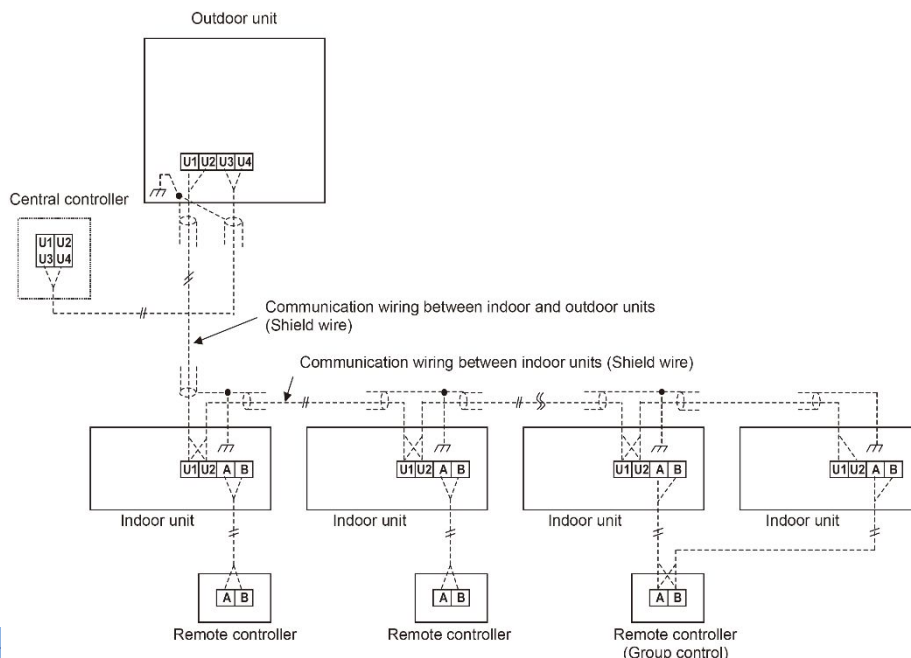 Outdoor unit
U1 U2 U3 U4
Central controller
U1 U2
U3 U4
Communication wiring between indoor and outdoor units
(Shield wire)
Communication wiring between indoor units (Shield wire)
U1 U2 A B
U1 U2 A B
U1 U2 A B
U1 U2 A B
Indoor unit
Indoor unit
Indoor unit
Indoor unit
A B
A B
A B
Remote controller
Remote controller
Remote controller
(Group control)